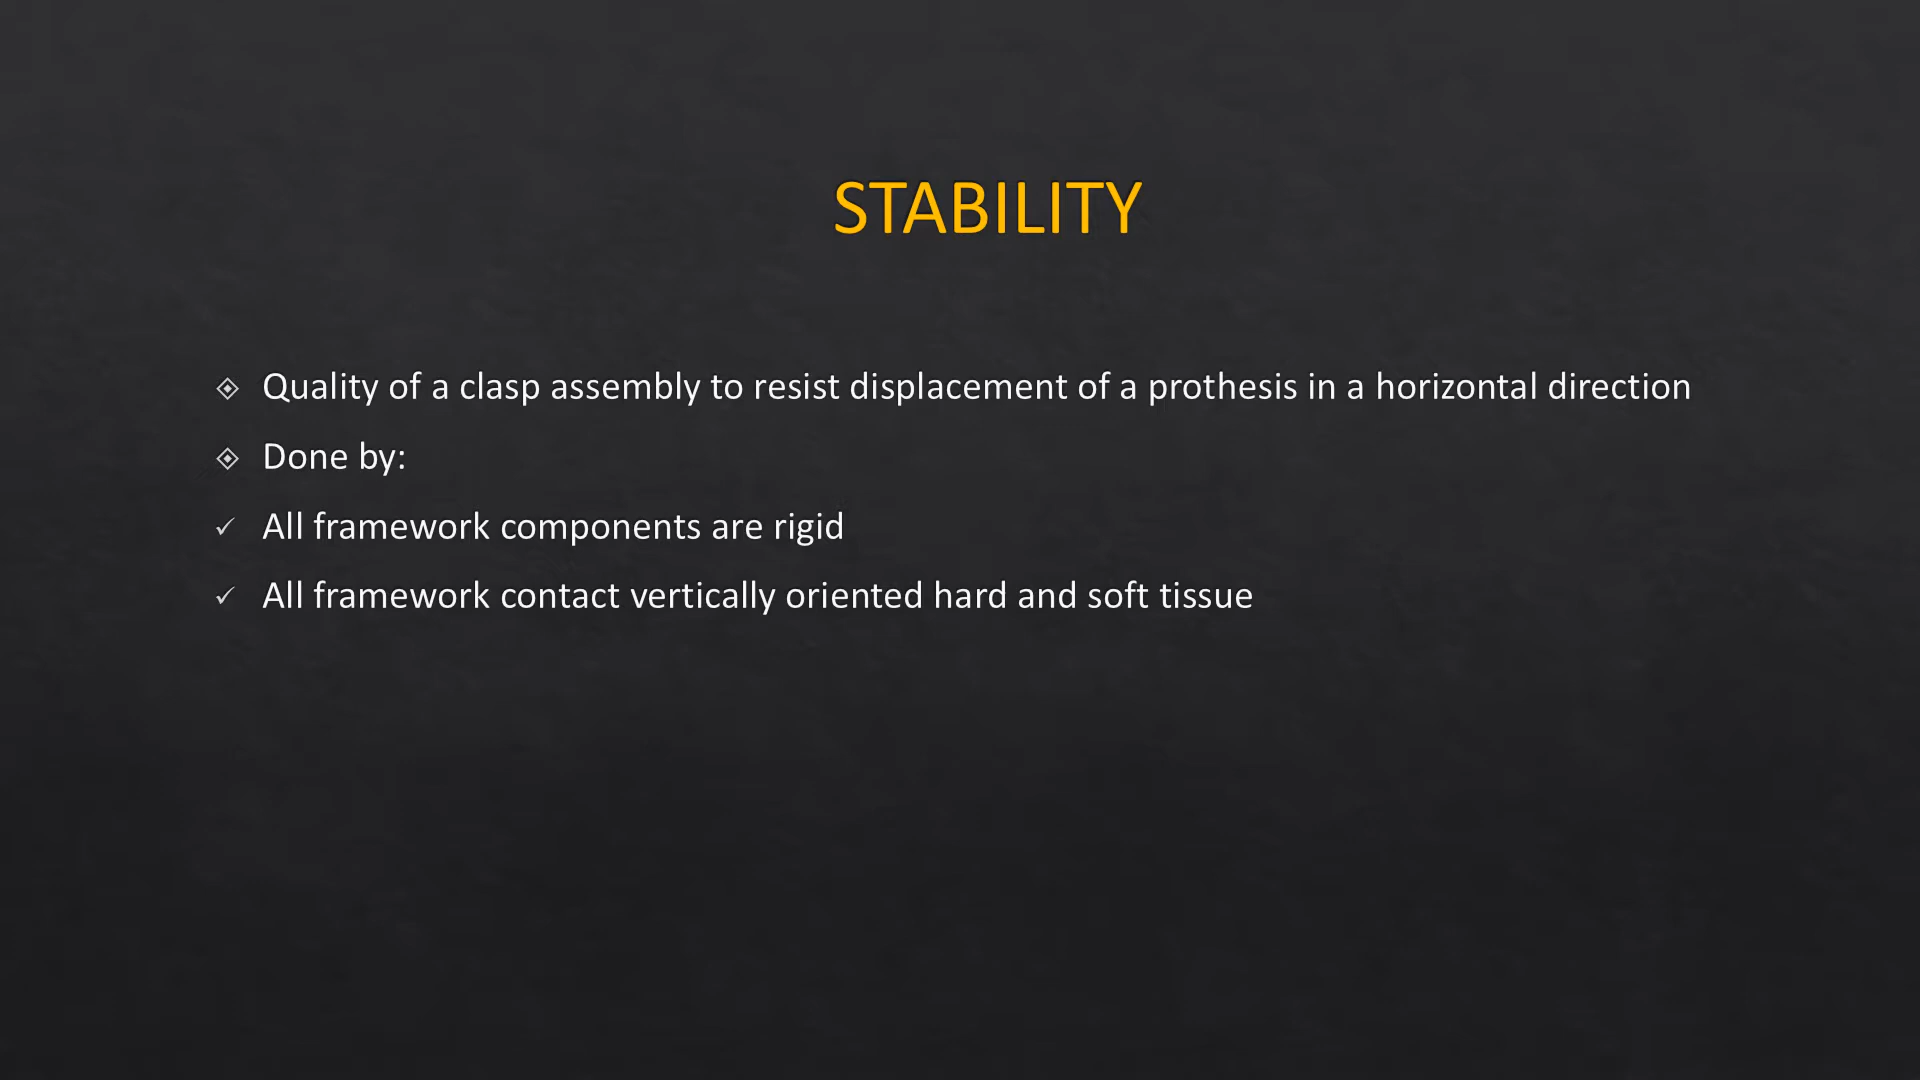 STABILITY
Quality of a clasp assembly to resist displacement of a prothesis in a horizontal direction
Done by:
All framework components are rigid
All framework contact vertically oriented hard and soft tissue